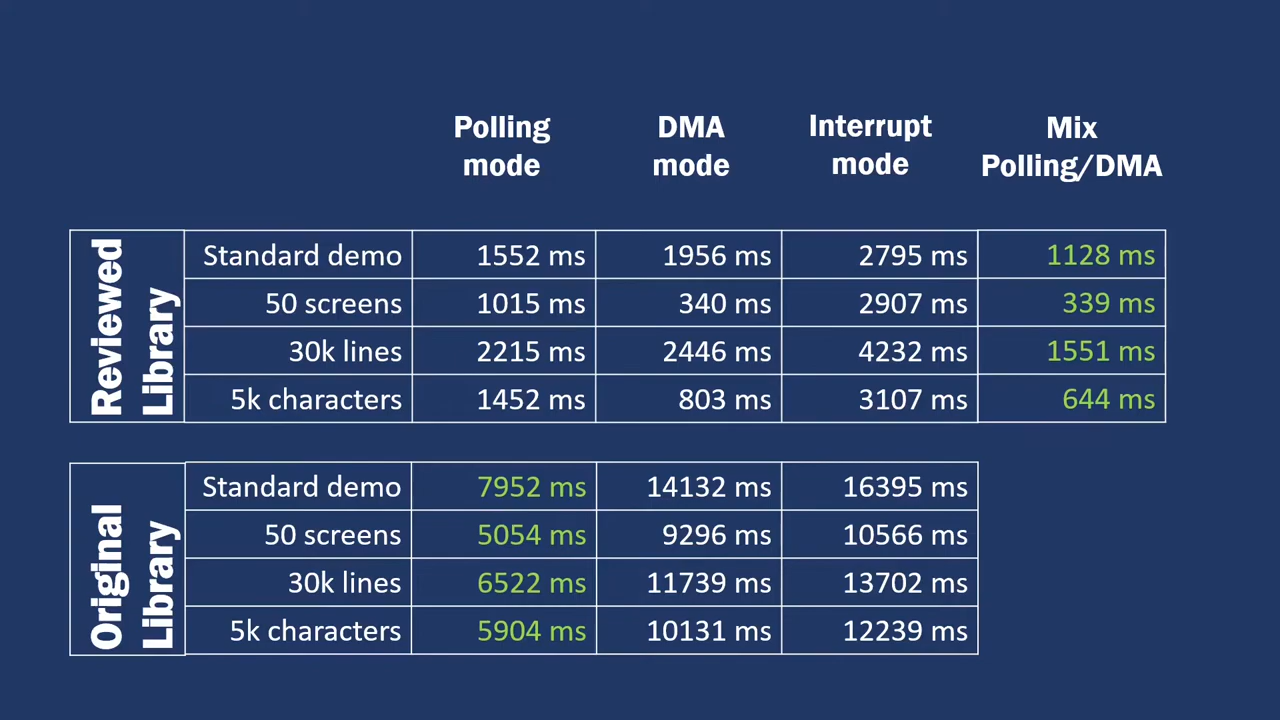 Polling mode
DMA mode
Interrupt mode
Mix Polling/DMA
Reviewed Library
Standard demo 1552 ms 1956 ms 2795 ms 1128 ms
50 screens 1015 ms 340 ms 2907 ms 339 ms
30k lines 2215 ms 2446 ms 4232 ms 1551 ms
5k characters 1452 ms 803 ms 3107 ms 644 ms
Original Library
Standard demo 7952 ms 14132 ms 16395 ms
50 screens 5054 ms 9296 ms 10566 ms
30k lines 6522 ms 11739 ms 13702 ms
5k characters 5904 ms 10131 ms 12239 ms